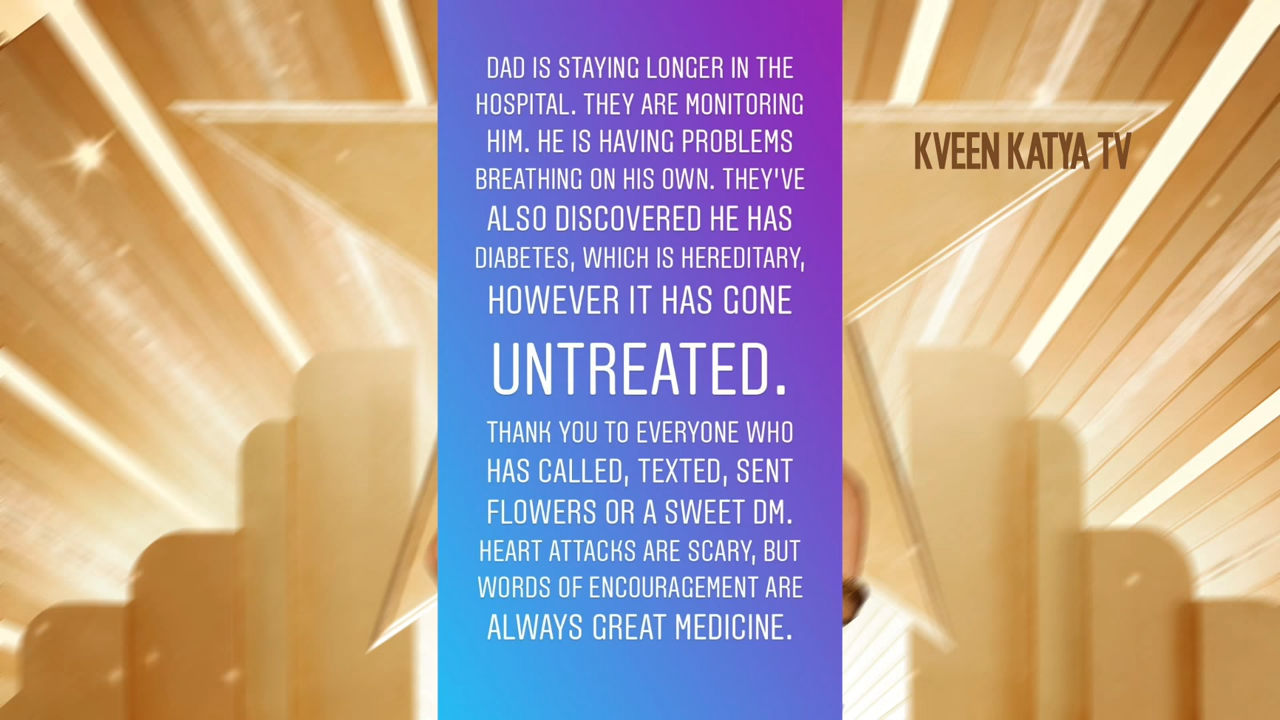 DAD IS STAYING LONGER IN THE
HOSPITAL. THEY ARE MONITORING
HIM. HE IS HAVING PROBLEMS
BREATHING ON HIS OWN. THEY'VE
ALSO DISCOVERED HE HAS
DIABETES, WHICH IS HEREDITARY,
HOWEVER IT HAS GONE
UNTREATED.
THANK YOU TO EVERYONE WHO
HAS CALLED, TEXTED, SENT
FLOWERS OR A SWEET DM.
HEART ATTACKS ARE SCARY, BUT
WORDS OF ENCOURAGEMENT ARE
ALWAYS GREAT MEDICINE.
KVEEN KATYA TV